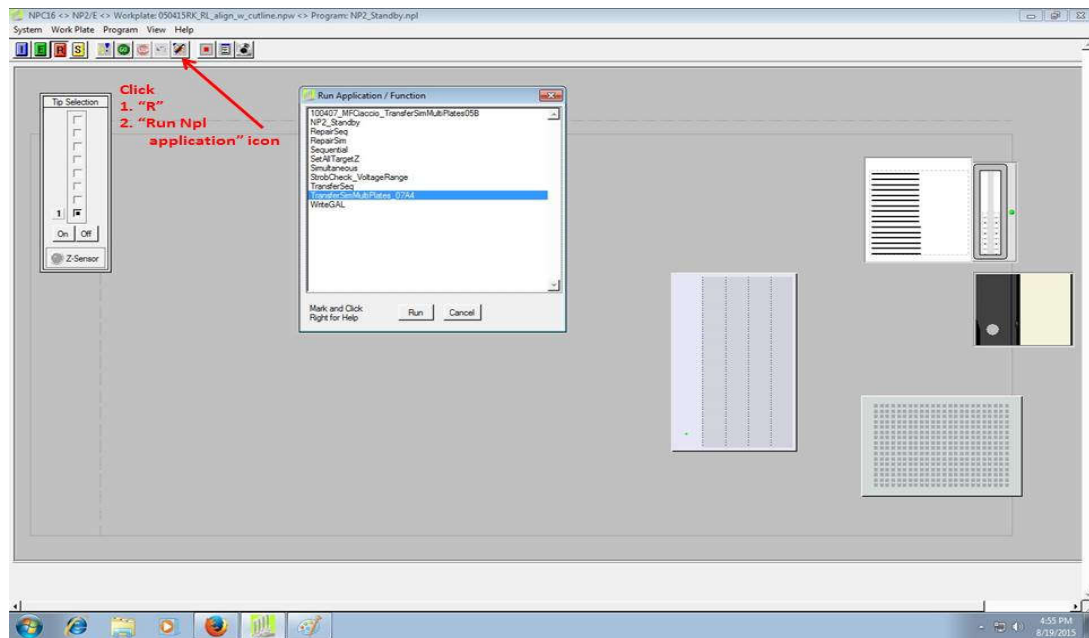 NPC16 <> NP2/E <> Workplate: 050415RK_RL_align_w_cutline.npw <> Program: NP2_Standby.npl
System Work Plate Program View Help
I E R S
Click
1. “R”
2. “Run Npl
application” icon
Tip Selection
1
On Off
Z-Sensor
Run Application / Function
100407_MFCiaccio_TransferSimMultiPlates05B
NP2_Standby
RepairSeq
RepairSim
Sequential
SetAllTargetZ
Simultaneous
StrobCheck_VoltageRange
TransferSeq
TransferSimMultiPlates_07A4
WriteGAL
Mark and Click
Right for Help
Run Cancel
4:55 PM
8/19/2015